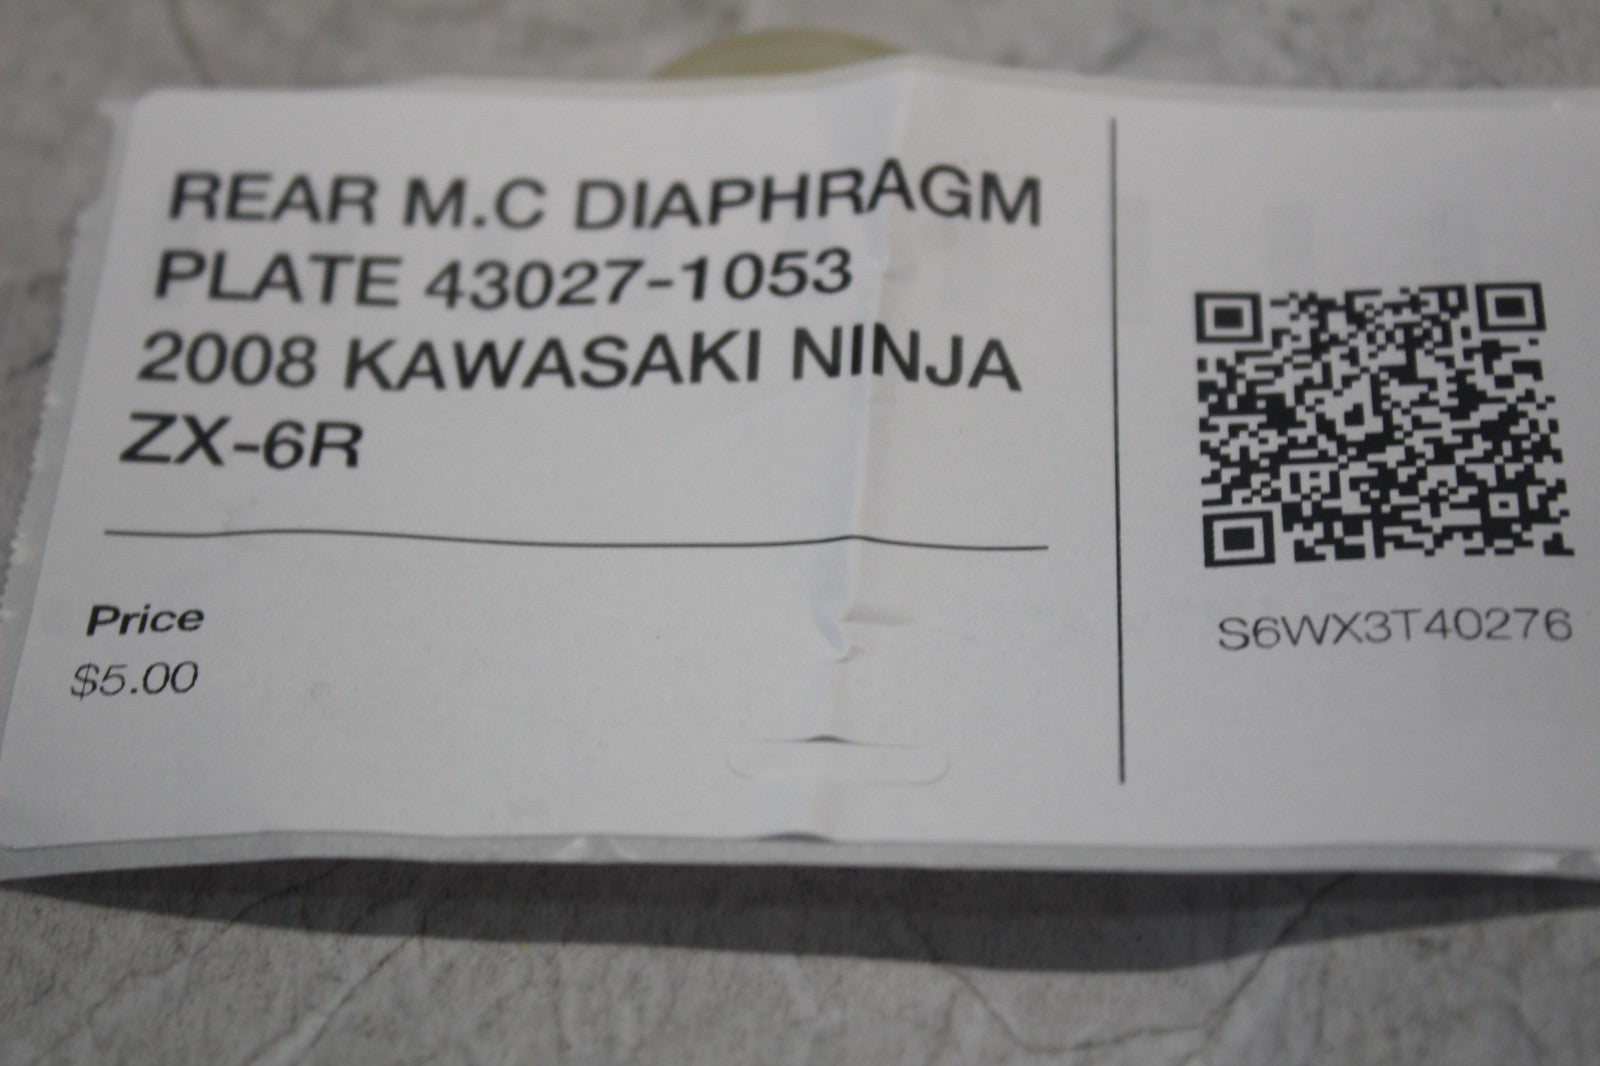 REAR M.C DIAPHRAGM
PLATE 43027-1053
2008 KAWASAKI NINJA
ZX-6R
Price
$5.00
S6WX3T40276